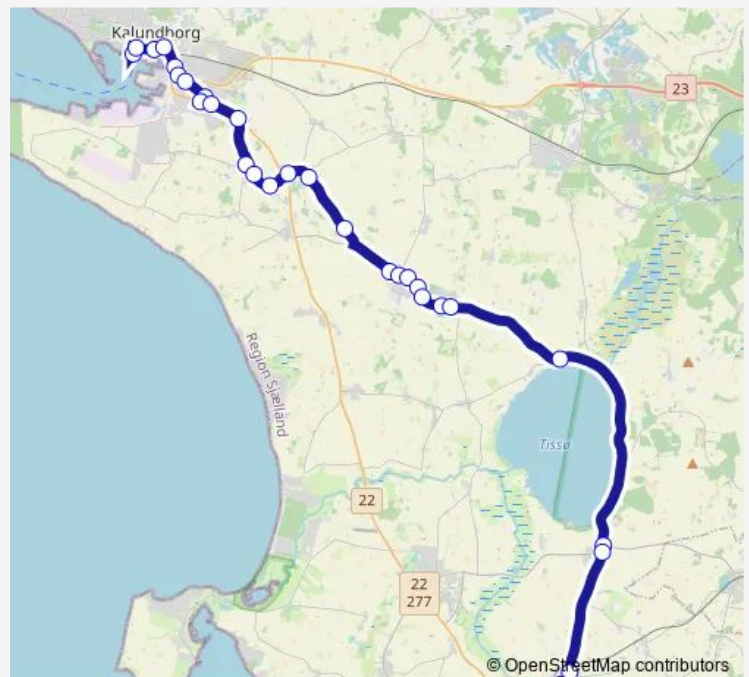 Kalundborg
23
Region Sjælland
Tissø
22
22
277
© OpenStreetMap contributors